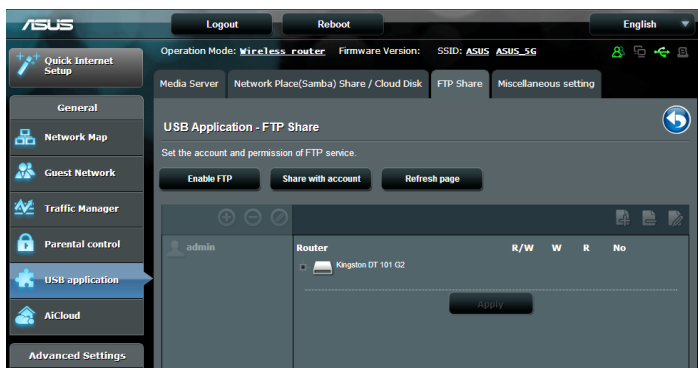 ASUS Logout Reboot English
Operation Mode: Wireless router Firmware Version: SSID: ASUS ASUS_5G
Quick Internet
Setup
Media Server Network Place(Samba) Share / Cloud Disk FTP Share Miscellaneous setting
General
Network Map
Guest Network
Traffic Manager
Parental control
USB application
AiCloud
Advanced Settings
USB Application - FTP Share
Set the account and permission of FTP service.
Enable FTP Share with account Refresh page
admin
Router R/W W R No
Kingston DT 101 G2
Apply